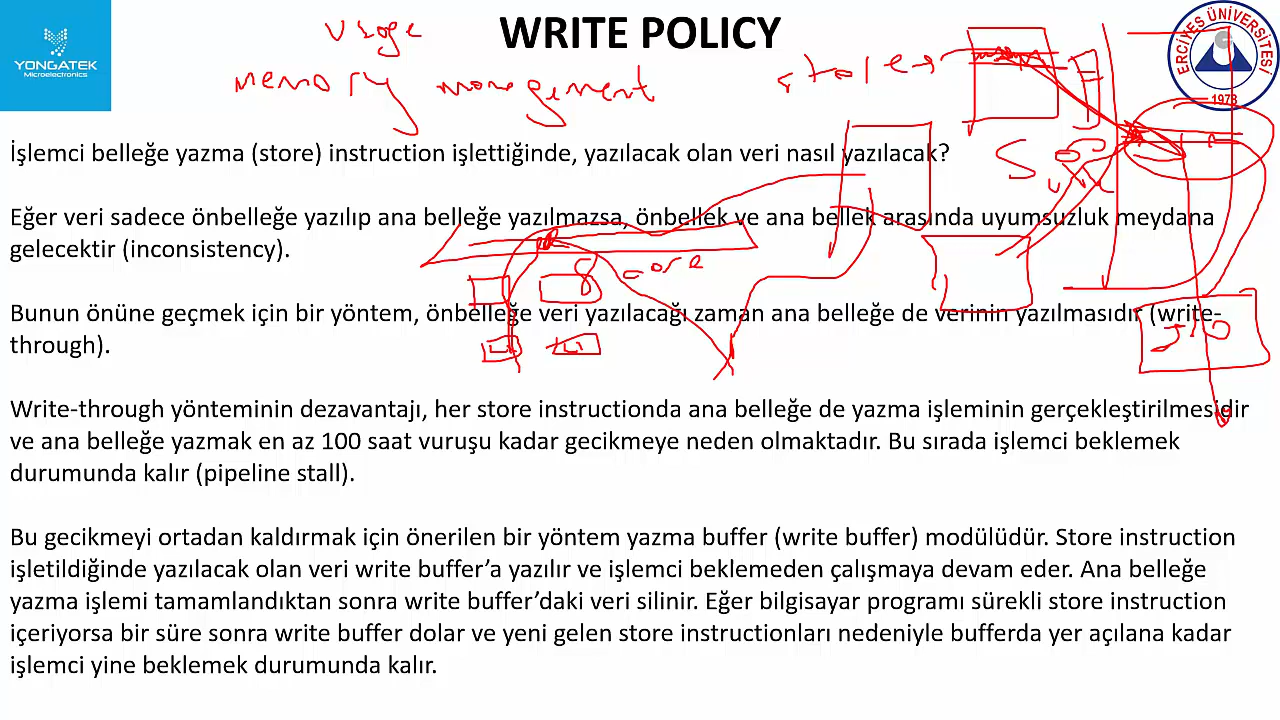 WRITE POLICY
usage
memory management
stale
YONGATEK
Microelectronics
ERCİYES ÜNİVERSİTESİ
1978
İşlemci belleğe yazma (store) instruction işlettiğinde, yazılacak olan veri nasıl yazılacak?
Eğer veri sadece önbelleğe yazılıp ana belleğe yazılmazsa, önbellek ve ana bellek arasında uyumsuzluk meydana
gelecektir (inconsistency).
core
Bunun önüne geçmek için bir yöntem, önbelleğe veri yazılacağı zaman ana belleğe de verinin yazılmasıdır (write-
through).
Write-through yönteminin dezavantajı, her store instructionda ana belleğe de yazma işleminin gerçekleştirilmesidir
ve ana belleğe yazmak en az 100 saat vuruşu kadar gecikmeye neden olmaktadır. Bu sırada işlemci beklemek
durumunda kalır (pipeline stall).
Bu gecikmeyi ortadan kaldırmak için önerilen bir yöntem yazma buffer (write buffer) modülüdür. Store instruction
işletildiğinde yazılacak olan veri write buffer’a yazılır ve işlemci beklemeden çalışmaya devam eder. Ana belleğe
yazma işlemi tamamlandıktan sonra write buffer’daki veri silinir. Eğer bilgisayar programı sürekli store instruction
içeriyorsa bir süre sonra write buffer dolar ve yeni gelen store instructionları nedeniyle bufferda yer açılana kadar
işlemci yine beklemek durumunda kalır.